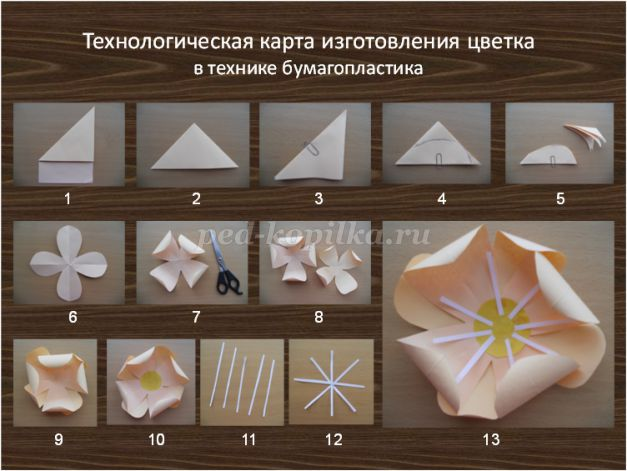 Технологическая карта изготовления цветка
в технике бумагопластика
1 2 3 4 5
ped-kopilka.ru
6 7 8
9 10 11 12 13